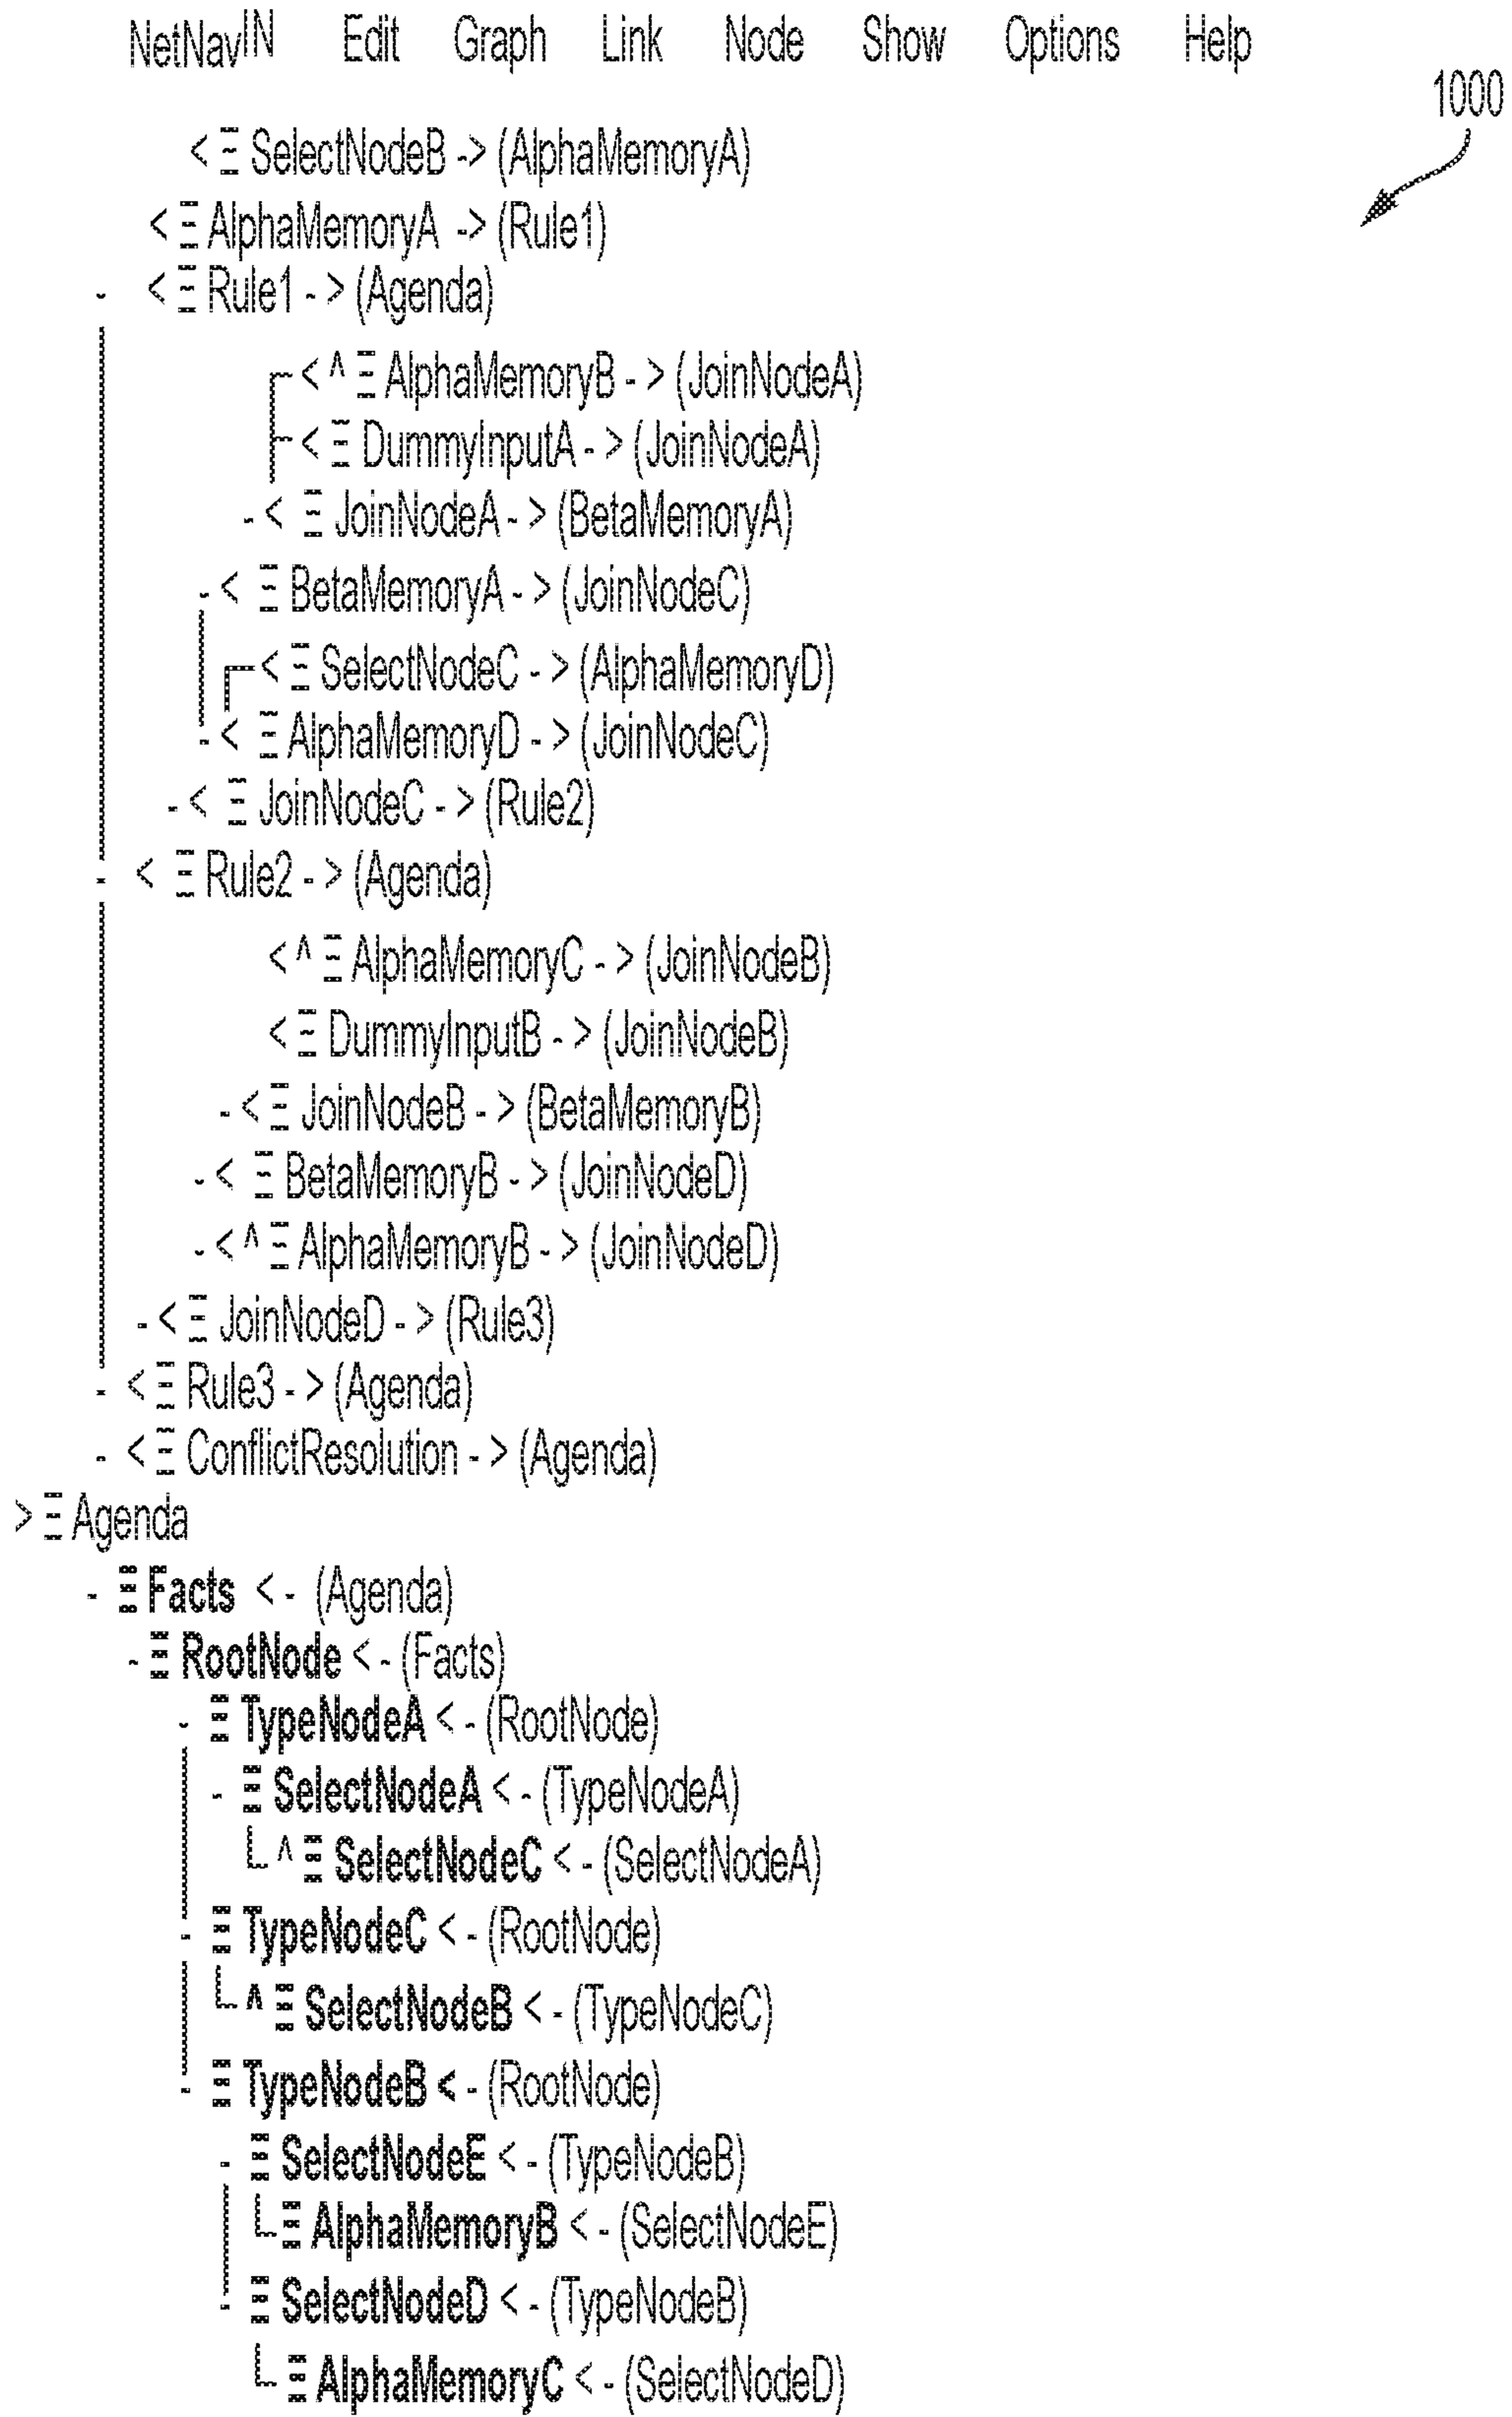 NetNavIN Edit Graph Link Node Show Options Help
1000
< Ξ SelectNodeB -> (AlphaMemoryA)
< Ξ AlphaMemoryA -> (Rule1)
- < Ξ Rule1 - > (Agenda)
< ^ Ξ AlphaMemoryB - > (JoinNodeA)
< Ξ DummyInputA - > (JoinNodeA)
- < Ξ JoinNodeA - > (BetaMemoryA)
- < Ξ BetaMemoryA - > (JoinNodeC)
< Ξ SelectNodeC - > (AlphaMemoryD)
- < Ξ AlphaMemoryD - > (JoinNodeC)
- < Ξ JoinNodeC - > (Rule2)
- < Ξ Rule2 - > (Agenda)
< ^ Ξ AlphaMemoryC - > (JoinNodeB)
< Ξ DummyInputB - > (JoinNodeB)
- < Ξ JoinNodeB - > (BetaMemoryB)
- < Ξ BetaMemoryB - > (JoinNodeD)
- < ^ Ξ AlphaMemoryB - > (JoinNodeD)
- < Ξ JoinNodeD - > (Rule3)
- < Ξ Rule3 - > (Agenda)
- < Ξ ConflictResolution - > (Agenda)
> Ξ Agenda
- Ξ Facts < - (Agenda)
- Ξ RootNode < - (Facts)
- Ξ TypeNodeA < - (RootNode)
- Ξ SelectNodeA < - (TypeNodeA)
^ Ξ SelectNodeC < - (SelectNodeA)
- Ξ TypeNodeC < - (RootNode)
^ Ξ SelectNodeB < - (TypeNodeC)
- Ξ TypeNodeB < - (RootNode)
- Ξ SelectNodeE < - (TypeNodeB)
Ξ AlphaMemoryB < - (SelectNodeE)
- Ξ SelectNodeD < - (TypeNodeB)
Ξ AlphaMemoryC < - (SelectNodeD)